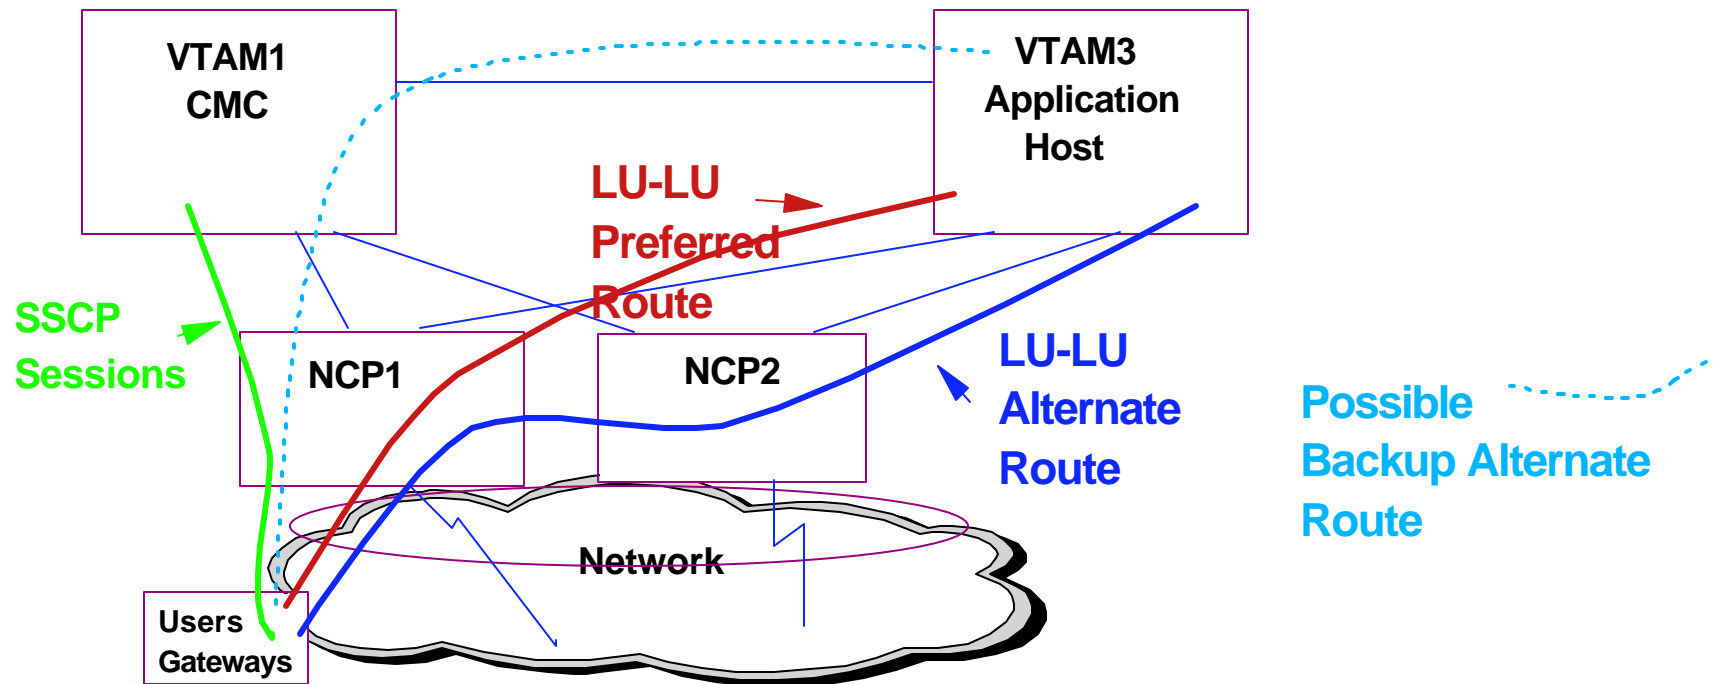 VTAM1
CMC
VTAM3
Application
Host
LU-LU
Preferred
Route
SSCP
Sessions
NCP1
NCP2
LU-LU
Alternate
Route
Possible
Backup Alternate
Route
Network
Users
Gateways